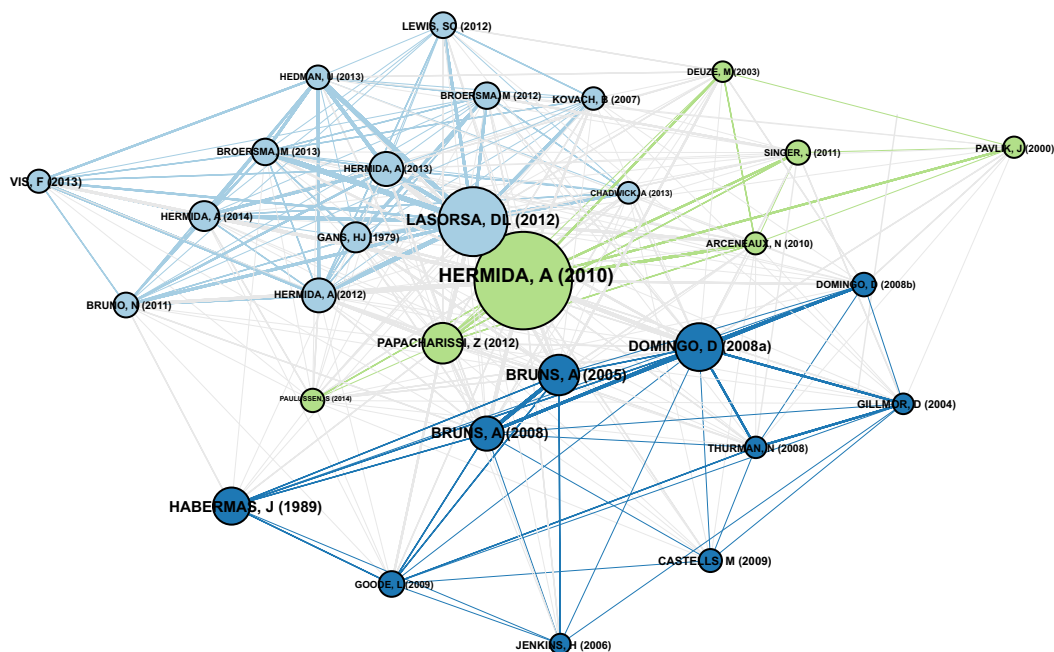 LEWIS, SC (2012)
DEUZE, M (2003)
HEDMAN, U (2013)
BROERSMA, M (2012)
KOVACH, B (2007)
PAVLIK, J (2000)
BROERSMA, M (2013)
SINGER, J (2011)
HERMIDA, A (2013)
VIS, F (2013)
CHADWICK, A (2013)
HERMIDA, A (2014)
LASORSA, DL (2012)
GANS, HJ (1979)
ARCENEAUX, N (2010)
HERMIDA, A (2010)
DOMINGO, D (2008b)
HERMIDA, A (2012)
BRUNO, N (2011)
PAPACHARISSI, Z (2012)
DOMINGO, D (2008a)
BRUNS, A (2005)
PAULUSSEN, S (2014)
GILLMOR, D (2004)
BRUNS, A (2008)
THURMAN, N (2008)
HABERMAS, J (1989)
CASTELLS, M (2009)
GOODE, L (2009)
JENKINS, H (2006)